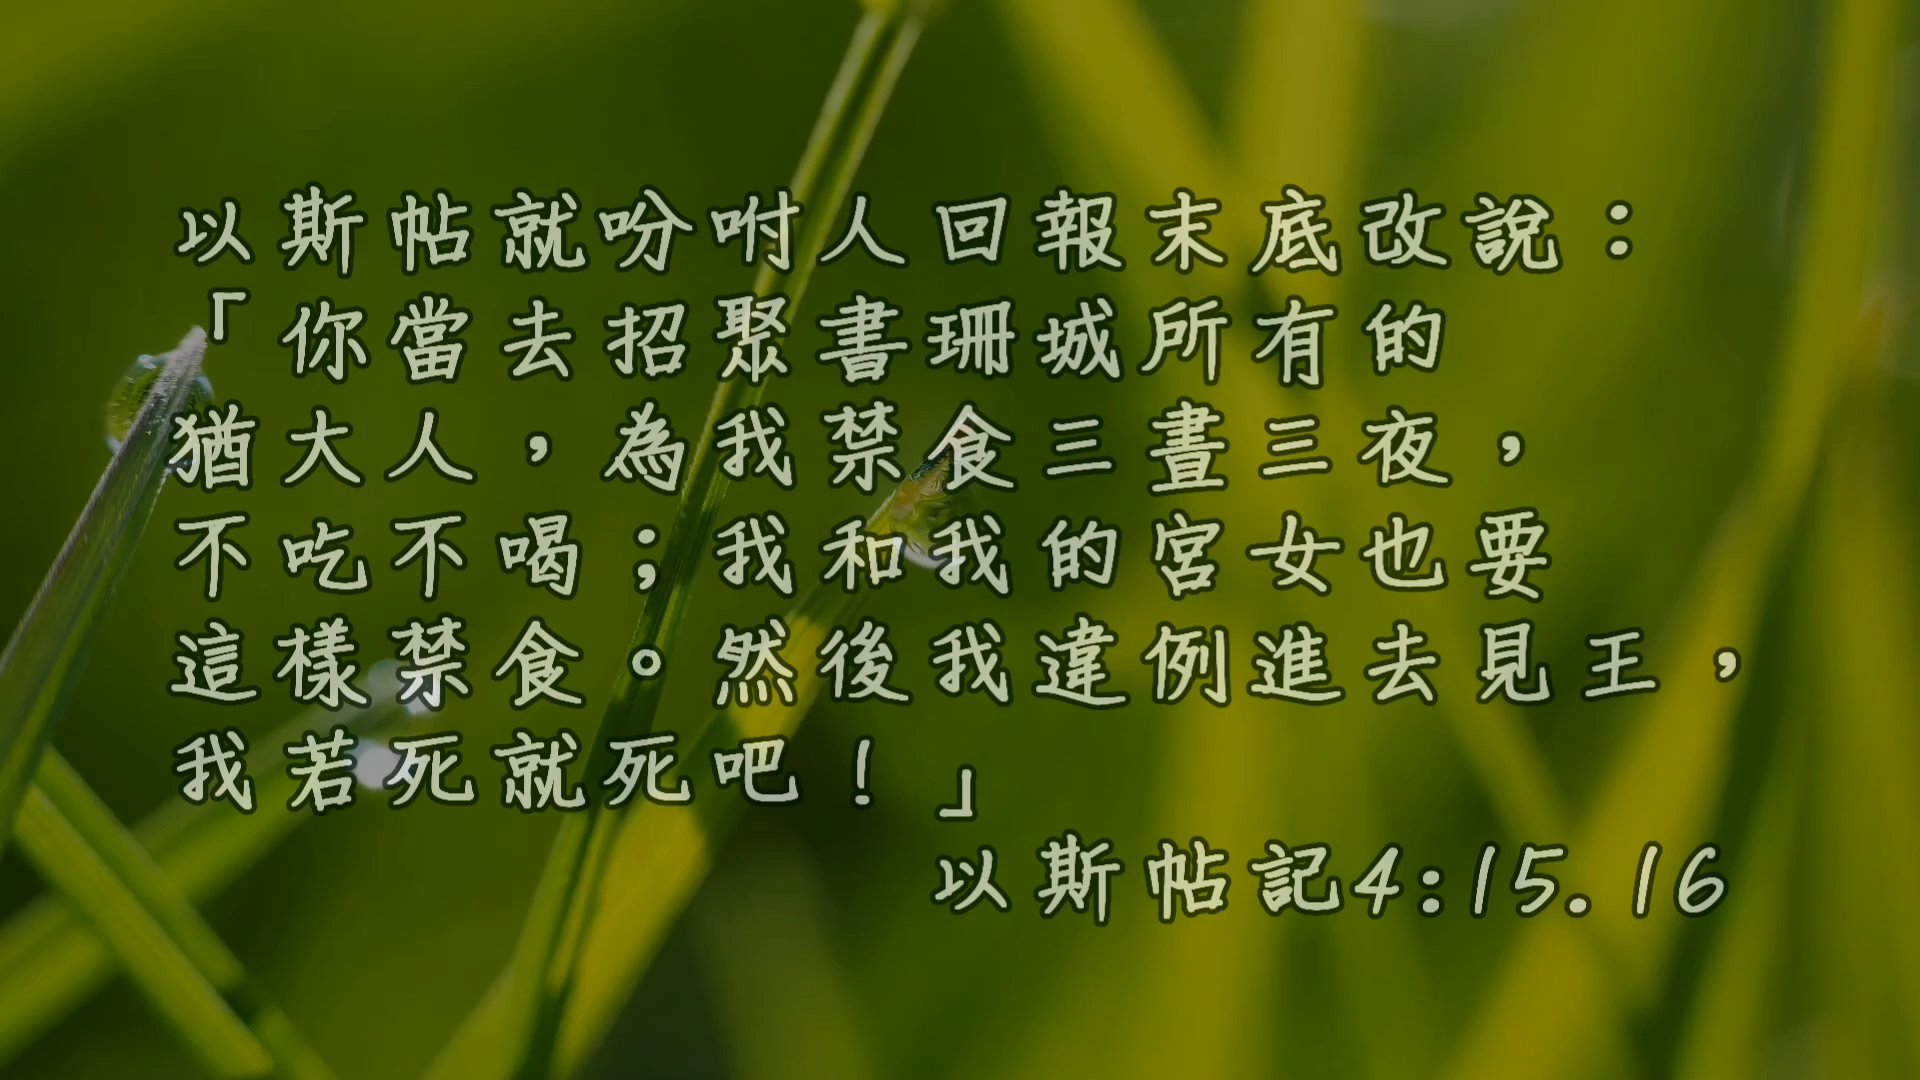 以斯帖就吩咐人回報末底改說：
「你當去招聚書珊城所有的
猶大人，為我禁食三晝三夜，
不吃不喝；我和我的宮女也要
這樣禁食。然後我違例進去見王，
我若死就死吧！」
以斯帖記4:15.16